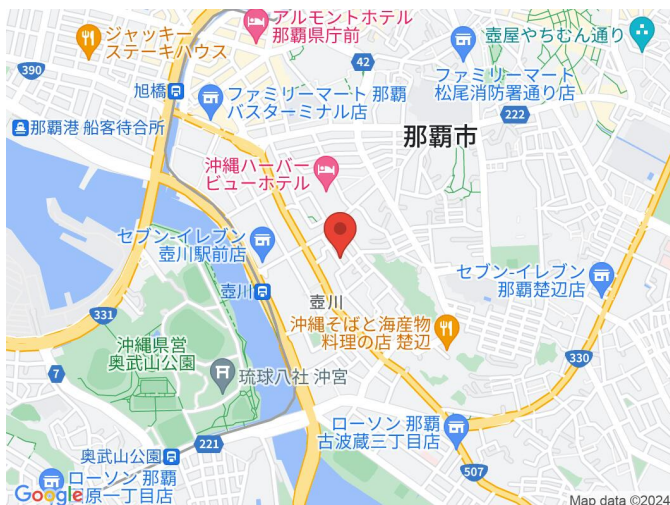 アルモントホテル
那覇県庁前
ジャッキー
ステーキハウス
壺屋やちむん通り
390
42
ファミリーマート
松尾消防署通り店
旭橋
ファミリーマート 那覇
バスターミナル店
222
那覇港 船客待合所
那覇市
沖縄ハーバー
ビューホテル
セブン-イレブン
壺川駅前店
セブン-イレブン
那覇楚辺店
壺川
壺川
331
沖縄そばと海産物
料理の店 楚辺
沖縄県営
奥武山公園
330
7
琉球八社 沖宮
ローソン 那覇
古波蔵三丁目店
221
奥武山公園
507
ローソン 那覇
原一丁目店
Google
Map data ©2024